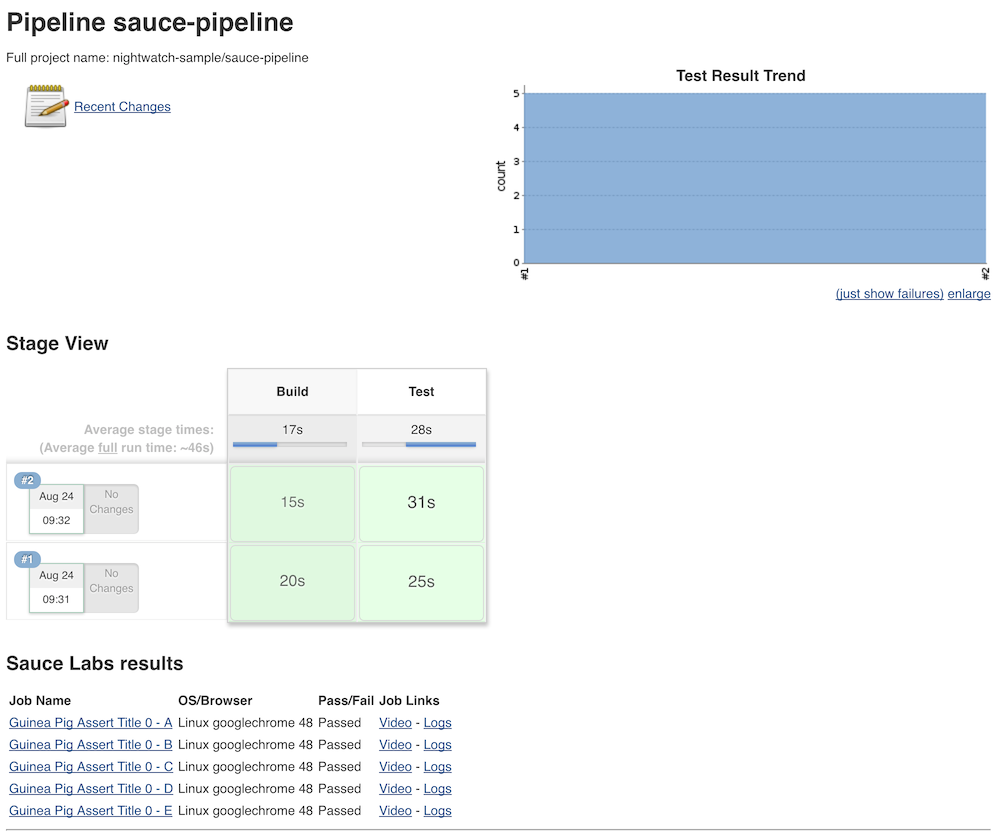 Pipeline sauce-pipeline
Full project name: nightwatch-sample/sauce-pipeline
Recent Changes
Test Result Trend
5
4
3
2
1
0
count
#1
#2
(just show failures) enlarge
Stage View
Build Test
Average stage times:
(Average full run time: ~46s)
17s 28s
#2
Aug 24
09:32
No
Changes
15s 31s
#1
Aug 24
09:31
No
Changes
20s 25s
Sauce Labs results
Job Name OS/Browser Pass/Fail Job Links
Guinea Pig Assert Title 0 - A Linux googlechrome 48 Passed Video - Logs
Guinea Pig Assert Title 0 - B Linux googlechrome 48 Passed Video - Logs
Guinea Pig Assert Title 0 - C Linux googlechrome 48 Passed Video - Logs
Guinea Pig Assert Title 0 - D Linux googlechrome 48 Passed Video - Logs
Guinea Pig Assert Title 0 - E Linux googlechrome 48 Passed Video - Logs